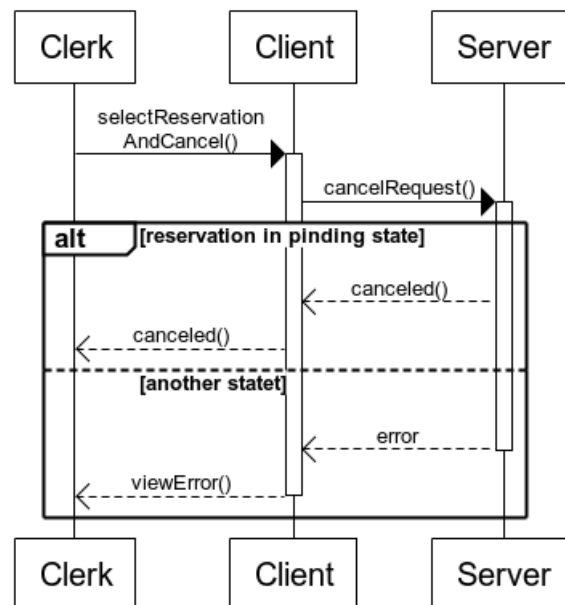 Clerk
Client
Server
selectReservation
AndCancel()
cancelRequest()
alt
[reservation in pinding state]
canceled()
canceled()
[another statet]
error
viewError()
Clerk
Client
Server